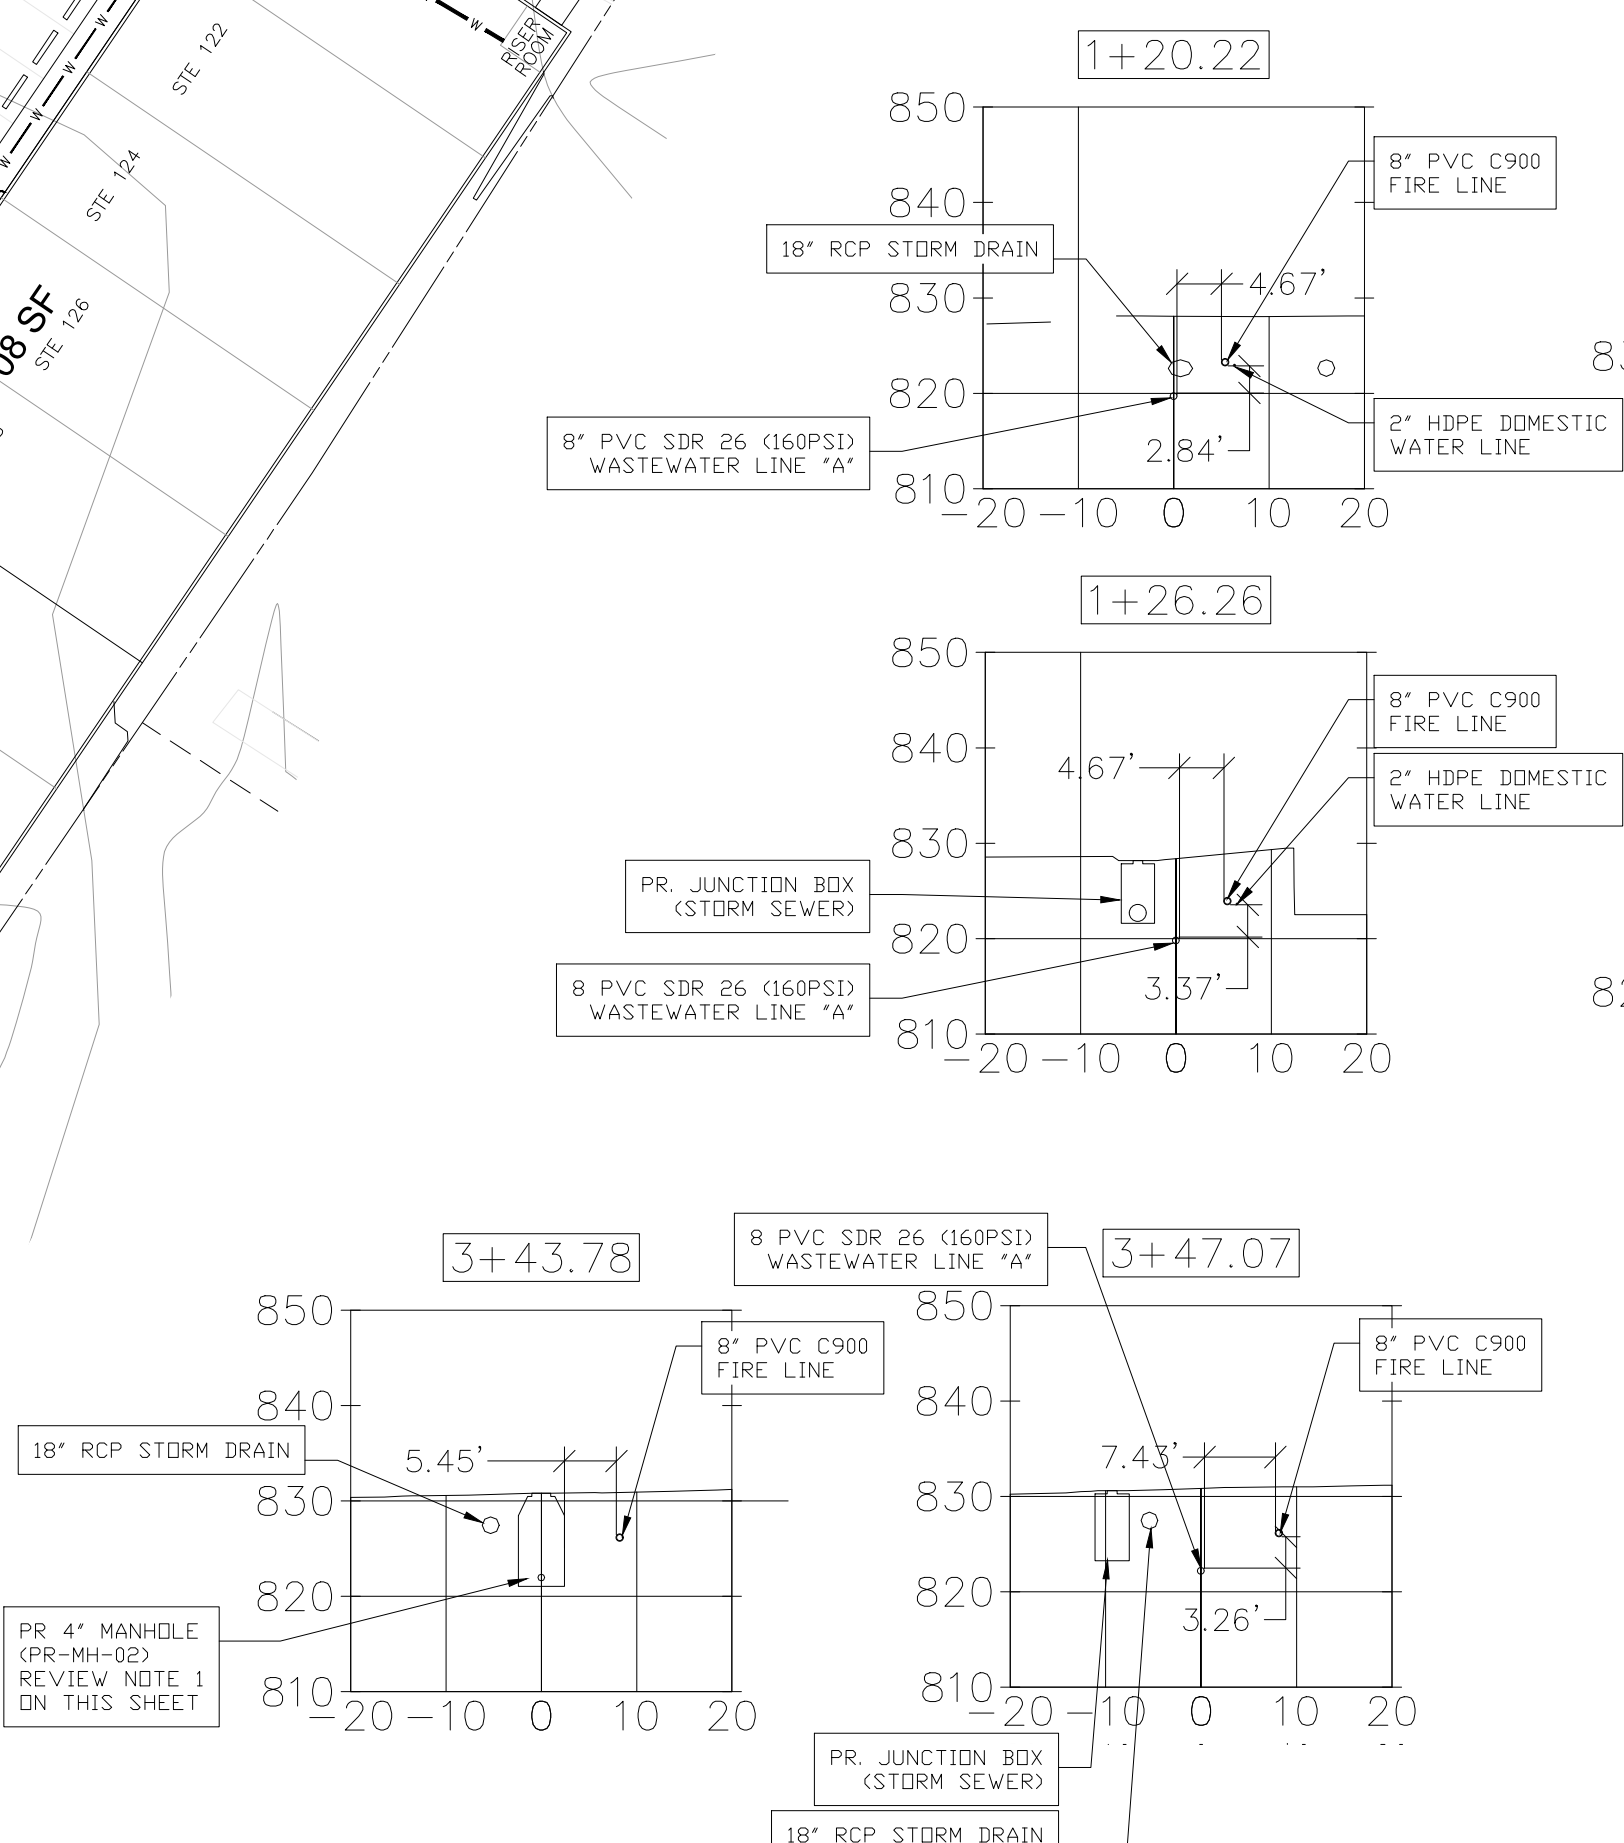 RISER
ROOM
STE 122
STE 124
STE 126
08 SF
1+20.22
850
840
830
820
810
-20 -10 0 10 20
8" PVC C900
FIRE LINE
18" RCP STORM DRAIN
4.67'
8" PVC SDR 26 (160PSI)
WASTEWATER LINE "A"
2" HDPE DOMESTIC
WATER LINE
2.84'
1+26.26
850
840
830
820
810
-20 -10 0 10 20
8" PVC C900
FIRE LINE
4.67'
2" HDPE DOMESTIC
WATER LINE
PR. JUNCTION BOX
(STORM SEWER)
8 PVC SDR 26 (160PSI)
WASTEWATER LINE "A"
3.37'
3+43.78
850
840
830
820
810
-20 -10 0 10 20
8" PVC C900
FIRE LINE
18" RCP STORM DRAIN
5.45'
PR 4" MANHOLE
(PR-MH-02)
REVIEW NOTE 1
ON THIS SHEET
8 PVC SDR 26 (160PSI)
WASTEWATER LINE "A"
3+47.07
850
840
830
820
810
-20 -10 0 10 20
8" PVC C900
FIRE LINE
7.43'
3.26'
PR. JUNCTION BOX
(STORM SEWER)
18" RCP STORM DRAIN
W
W
W
W